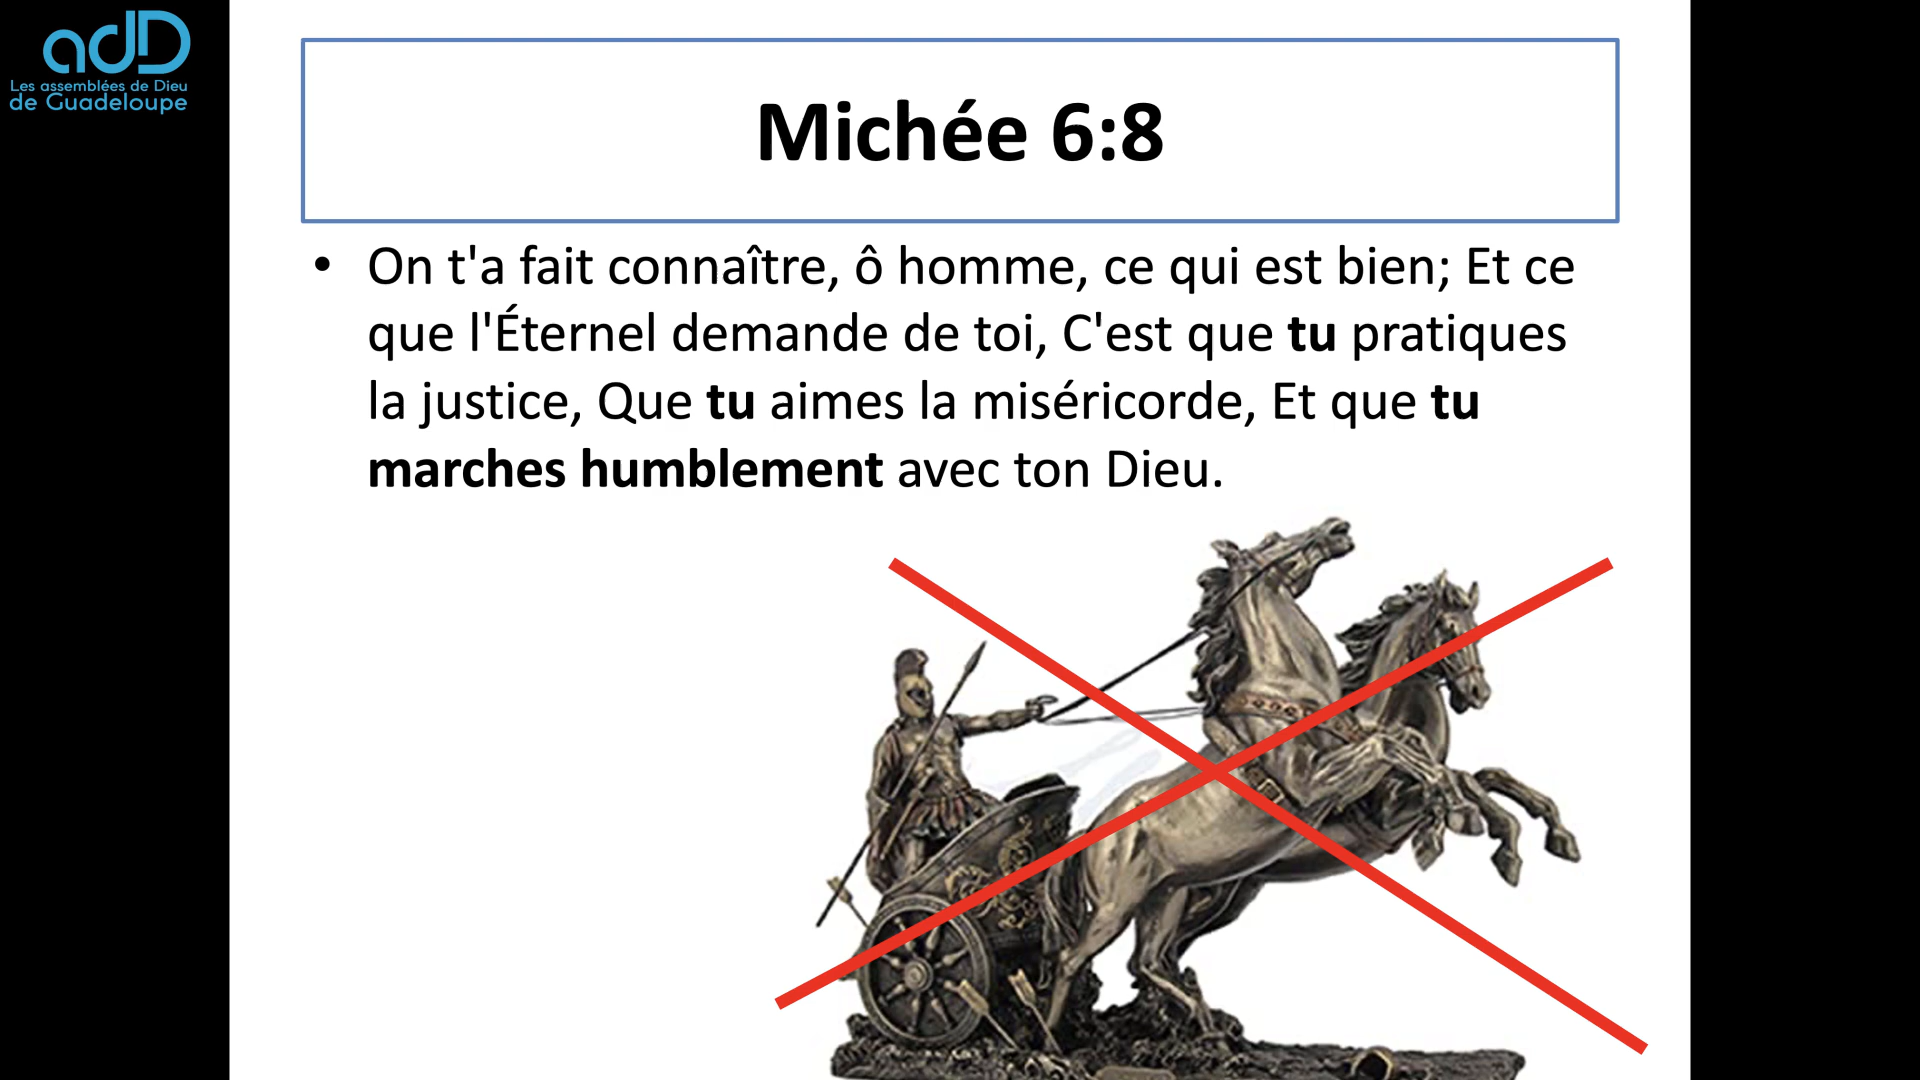 adD
Les assemblées de Dieu
de Guadeloupe
Michée 6:8
• On t'a fait connaître, ô homme, ce qui est bien; Et ce
que l'Éternel demande de toi, C'est que tu pratiques
la justice, Que tu aimes la miséricorde, Et que tu
marches humblement avec ton Dieu.